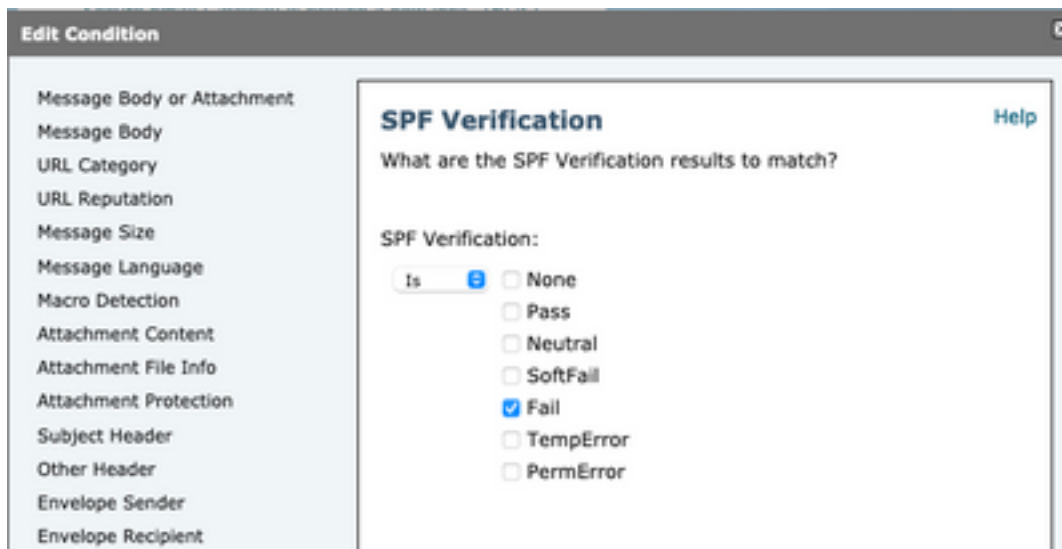 Edit Condition
Message Body or Attachment
Message Body
URL Category
URL Reputation
Message Size
Message Language
Macro Detection
Attachment Content
Attachment File Info
Attachment Protection
Subject Header
Other Header
Envelope Sender
Envelope Recipient
SPF Verification
Help
What are the SPF Verification results to match?
SPF Verification:
Is
None
Pass
Neutral
SoftFail
Fail
TempError
PermError